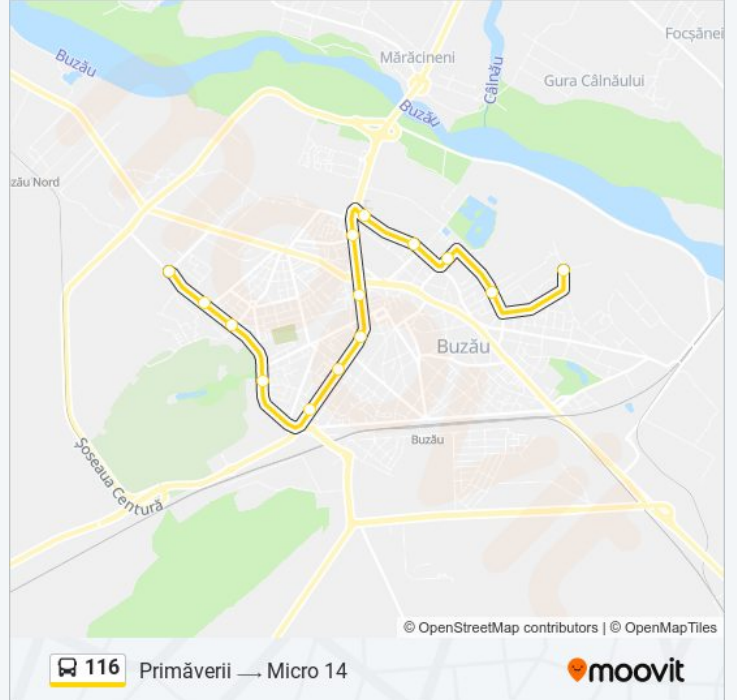 Focșănei
Mărăcineni
Buzău
Câlnău
Gura Câlnăului
Buzău
zău Nord
Buzău
Buzău
Șoseaua Centură
© OpenStreetMap contributors | © OpenMapTiles
116 Primăverii → Micro 14
moovit